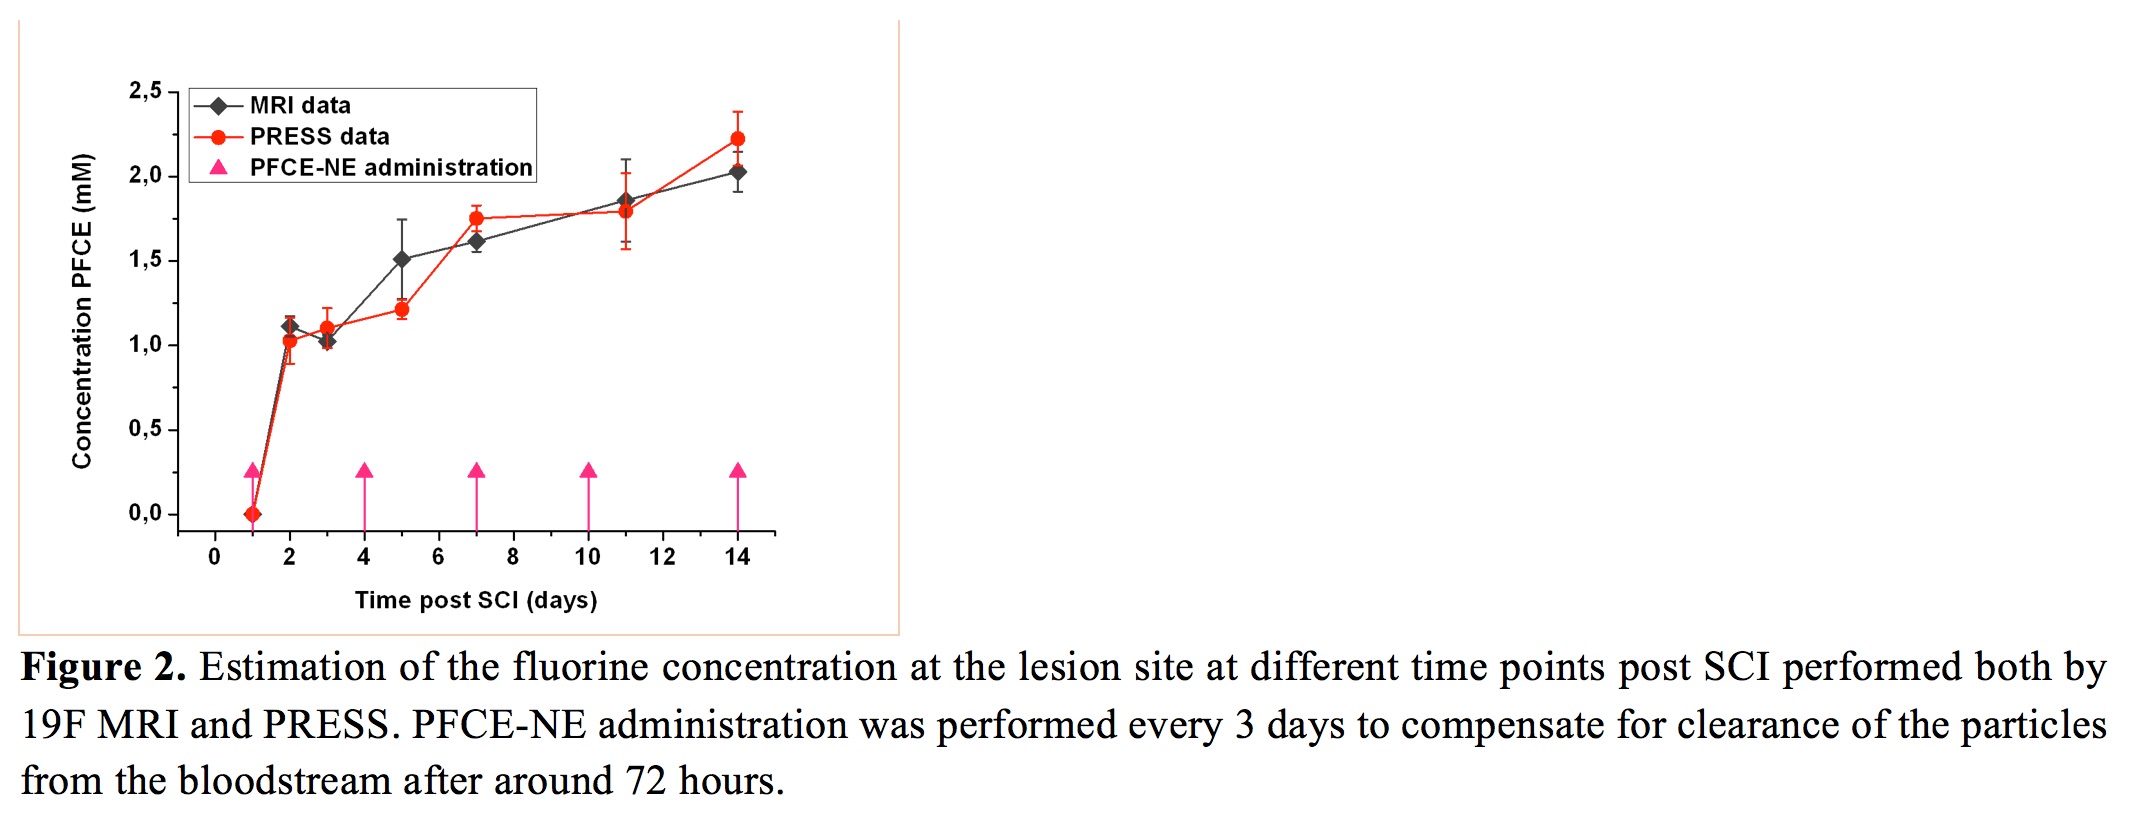 2,5
2,0
1,5
1,0
0,5
0,0
Concentration PFCE (mM)
MRI data
PRESS data
PFCE-NE administration
0 2 4 6 8 10 12 14
Time post SCI (days)
Figure 2. Estimation of the fluorine concentration at the lesion site at different time points post SCI performed both by
19F MRI and PRESS. PFCE-NE administration was performed every 3 days to compensate for clearance of the particles
from the bloodstream after around 72 hours.